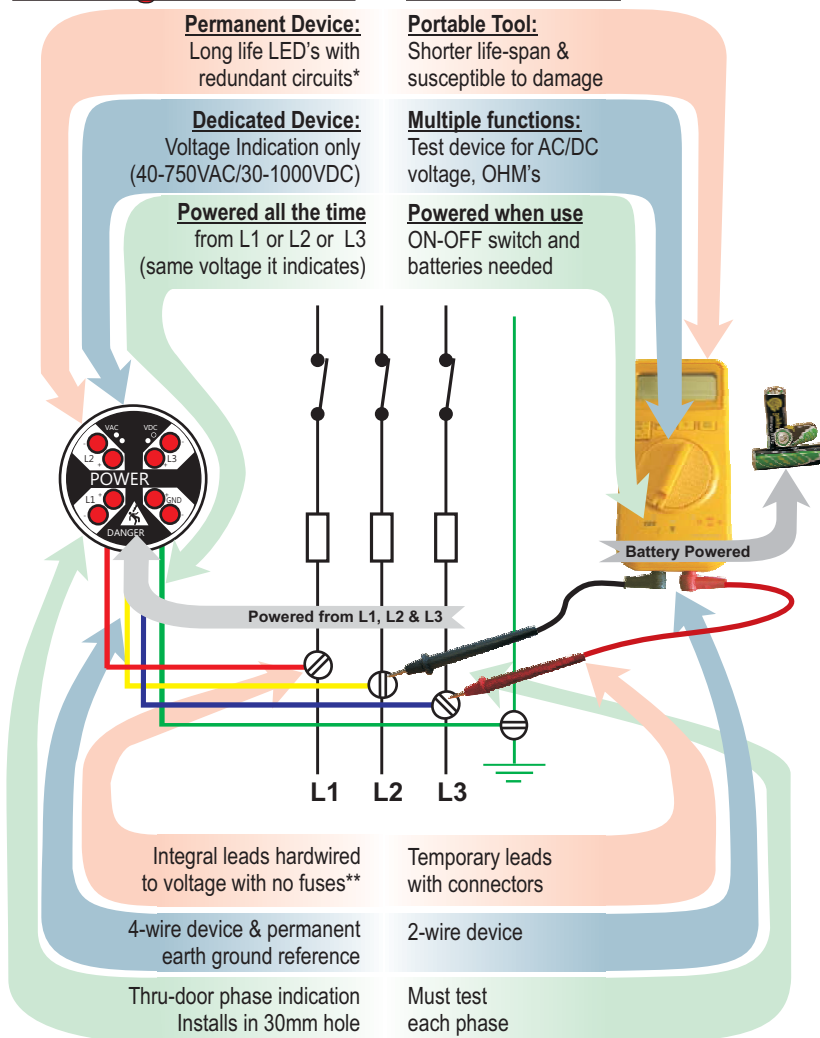 Permanent Device:
Long life LED's with
redundant circuits*
Portable Tool:
Shorter life-span &
susceptible to damage
Dedicated Device:
Voltage Indication only
(40-750VAC/30-1000VDC)
Multiple functions:
Test device for AC/DC
voltage, OHM's
Powered all the time
from L1 or L2 or L3
(same voltage it indicates)
Powered when use
ON-OFF switch and
batteries needed
VAC
VDC
L2
L3
POWER
L1
GND
DANGER
Battery Powered
Powered from L1, L2 & L3
L1 L2 L3
Integral leads hardwired
to voltage with no fuses**
Temporary leads
with connectors
4-wire device & permanent
earth ground reference
2-wire device
Thru-door phase indication
Installs in 30mm hole
Must test
each phase